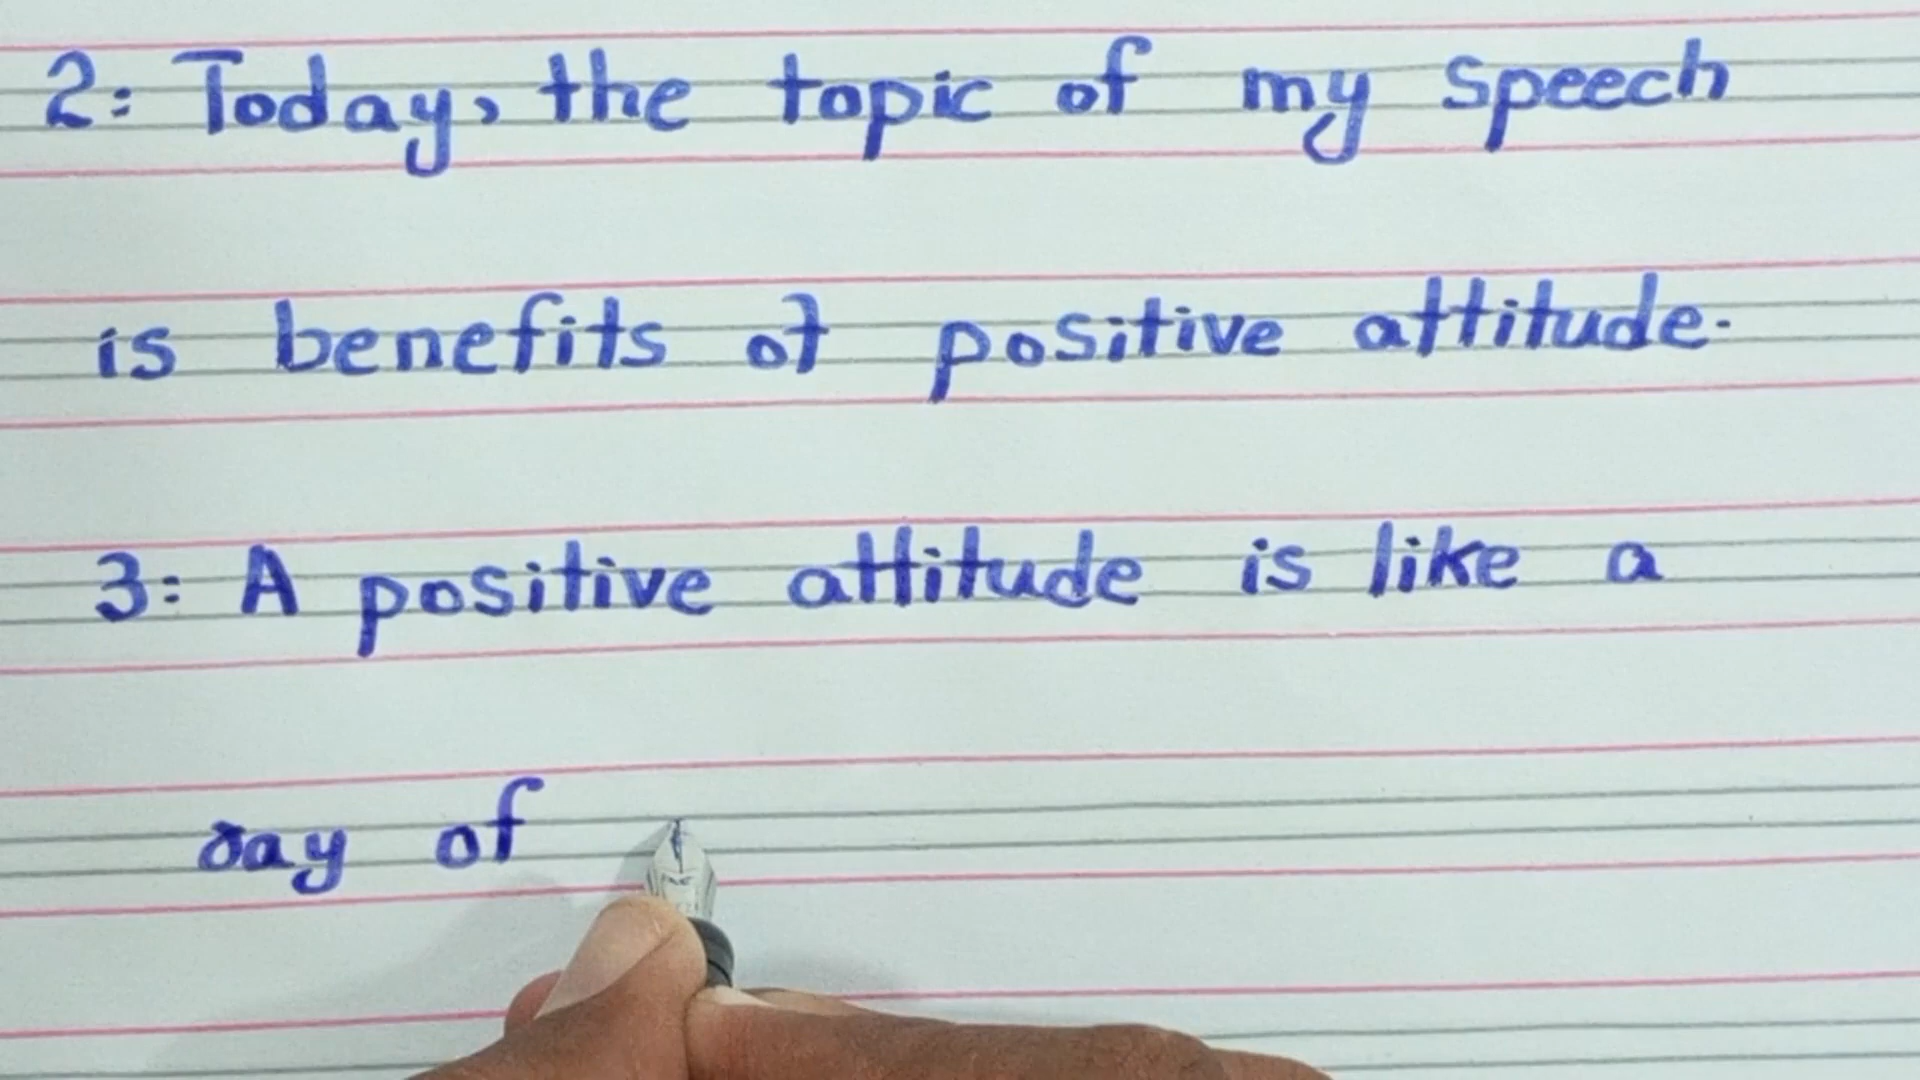 2: Today, the topic of my speech
is benefits of positive attitude.
3: A positive attitude is like a
ray of